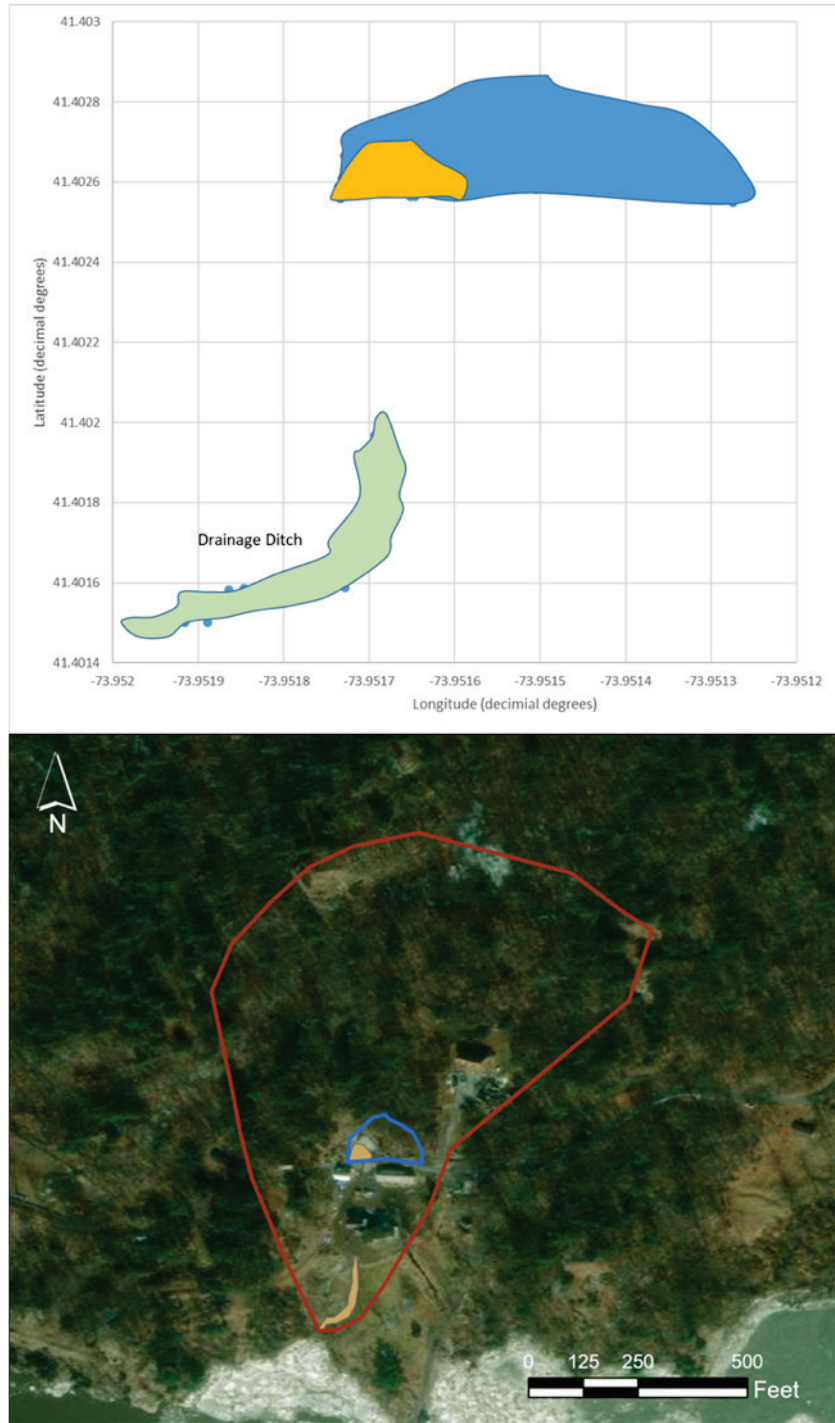 41.403
41.4028
41.4026
41.4024
41.4022
41.402
41.4018
41.4016
41.4014
Latitude (decimal degrees)
Drainage Ditch
-73.952 -73.9519 -73.9518 -73.9517 -73.9516 -73.9515 -73.9514 -73.9513 -73.9512
Longitude (decimial degrees)
N
0 125 250 500
Feet